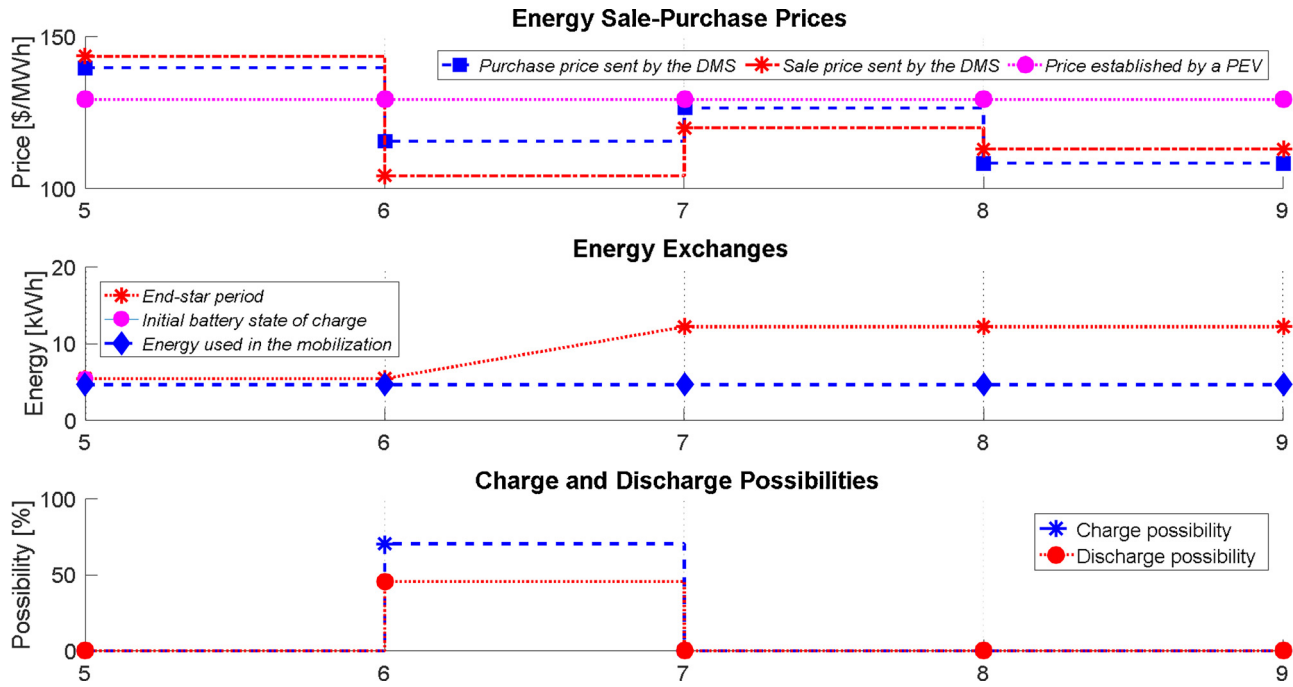 Energy Sale-Purchase Prices
Price [$/MWh]
150
100
Purchase price sent by the DMS Sale price sent by the DMS Price established by a PEV
5 6 7 8 9
Energy Exchanges
Energy [kWh]
20
10
0
End-star period
Initial battery state of charge
Energy used in the mobilization
5 6 7 8 9
Charge and Discharge Possibilities
Possibility [%]
100
50
0
Charge possibility
Discharge possibility
5 6 7 8 9